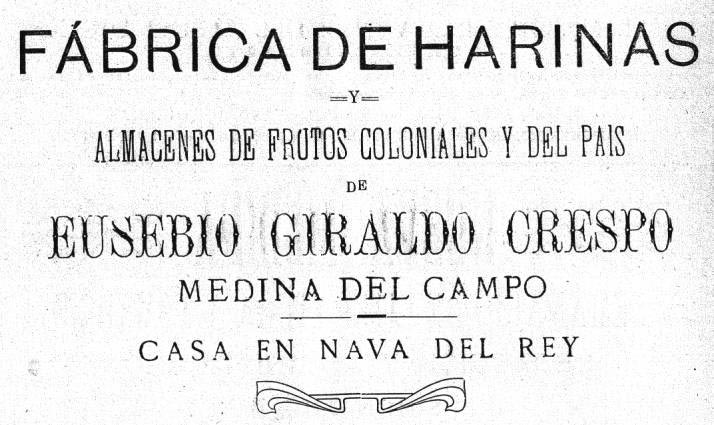 FÁBRICA DE HARINAS
=Y=
ALMACENES DE FRUTOS COLONIALES Y DEL PAIS
DE
EUSEBIO GIRALDO CRESPO
MEDINA DEL CAMPO
CASA EN NAVA DEL REY